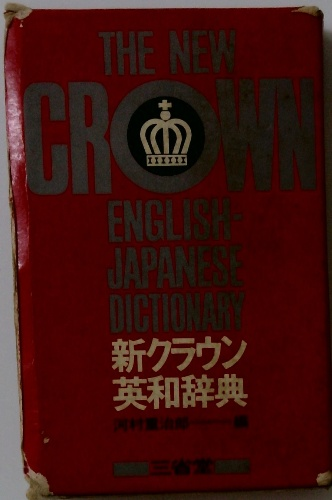 THE NEW
CROWN
ENGLISH-
JAPANESE
DICTIONARY
新クラウン
英和辞典
河村重治郎——編
三省堂